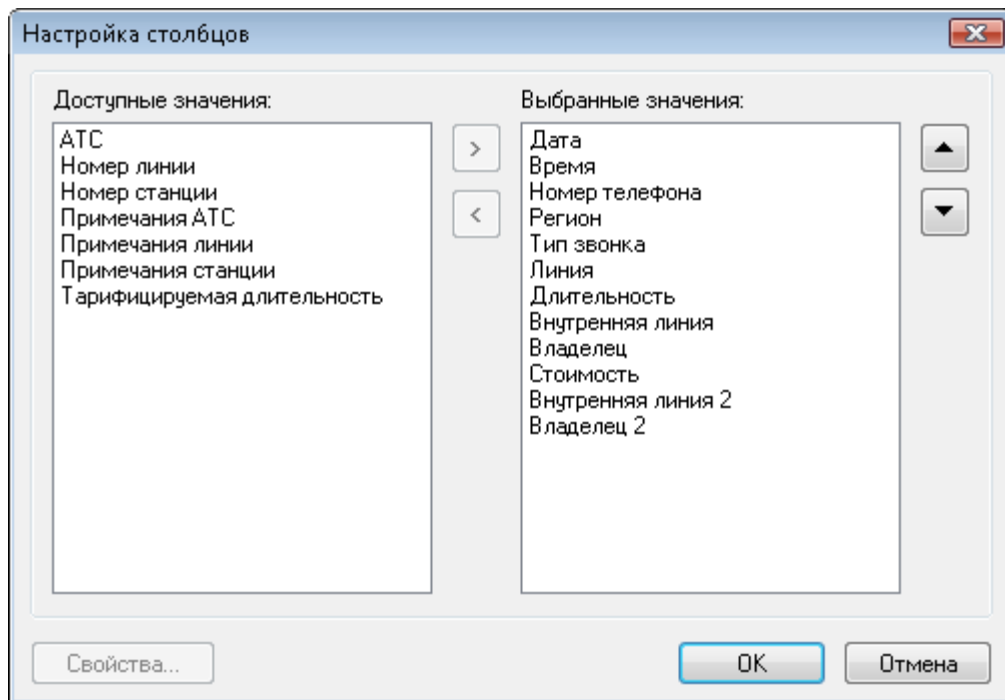 Настройка столбцов
Доступные значения:
АТС
Номер линии
Номер станции
Примечания АТС
Примечания линии
Примечания станции
Тарифицируемая длительность
>
<
Выбранные значения:
Дата
Время
Номер телефона
Регион
Тип звонка
Линия
Длительность
Внутренняя линия
Владелец
Стоимость
Внутренняя линия 2
Владелец 2
Свойства...
OK
Отмена